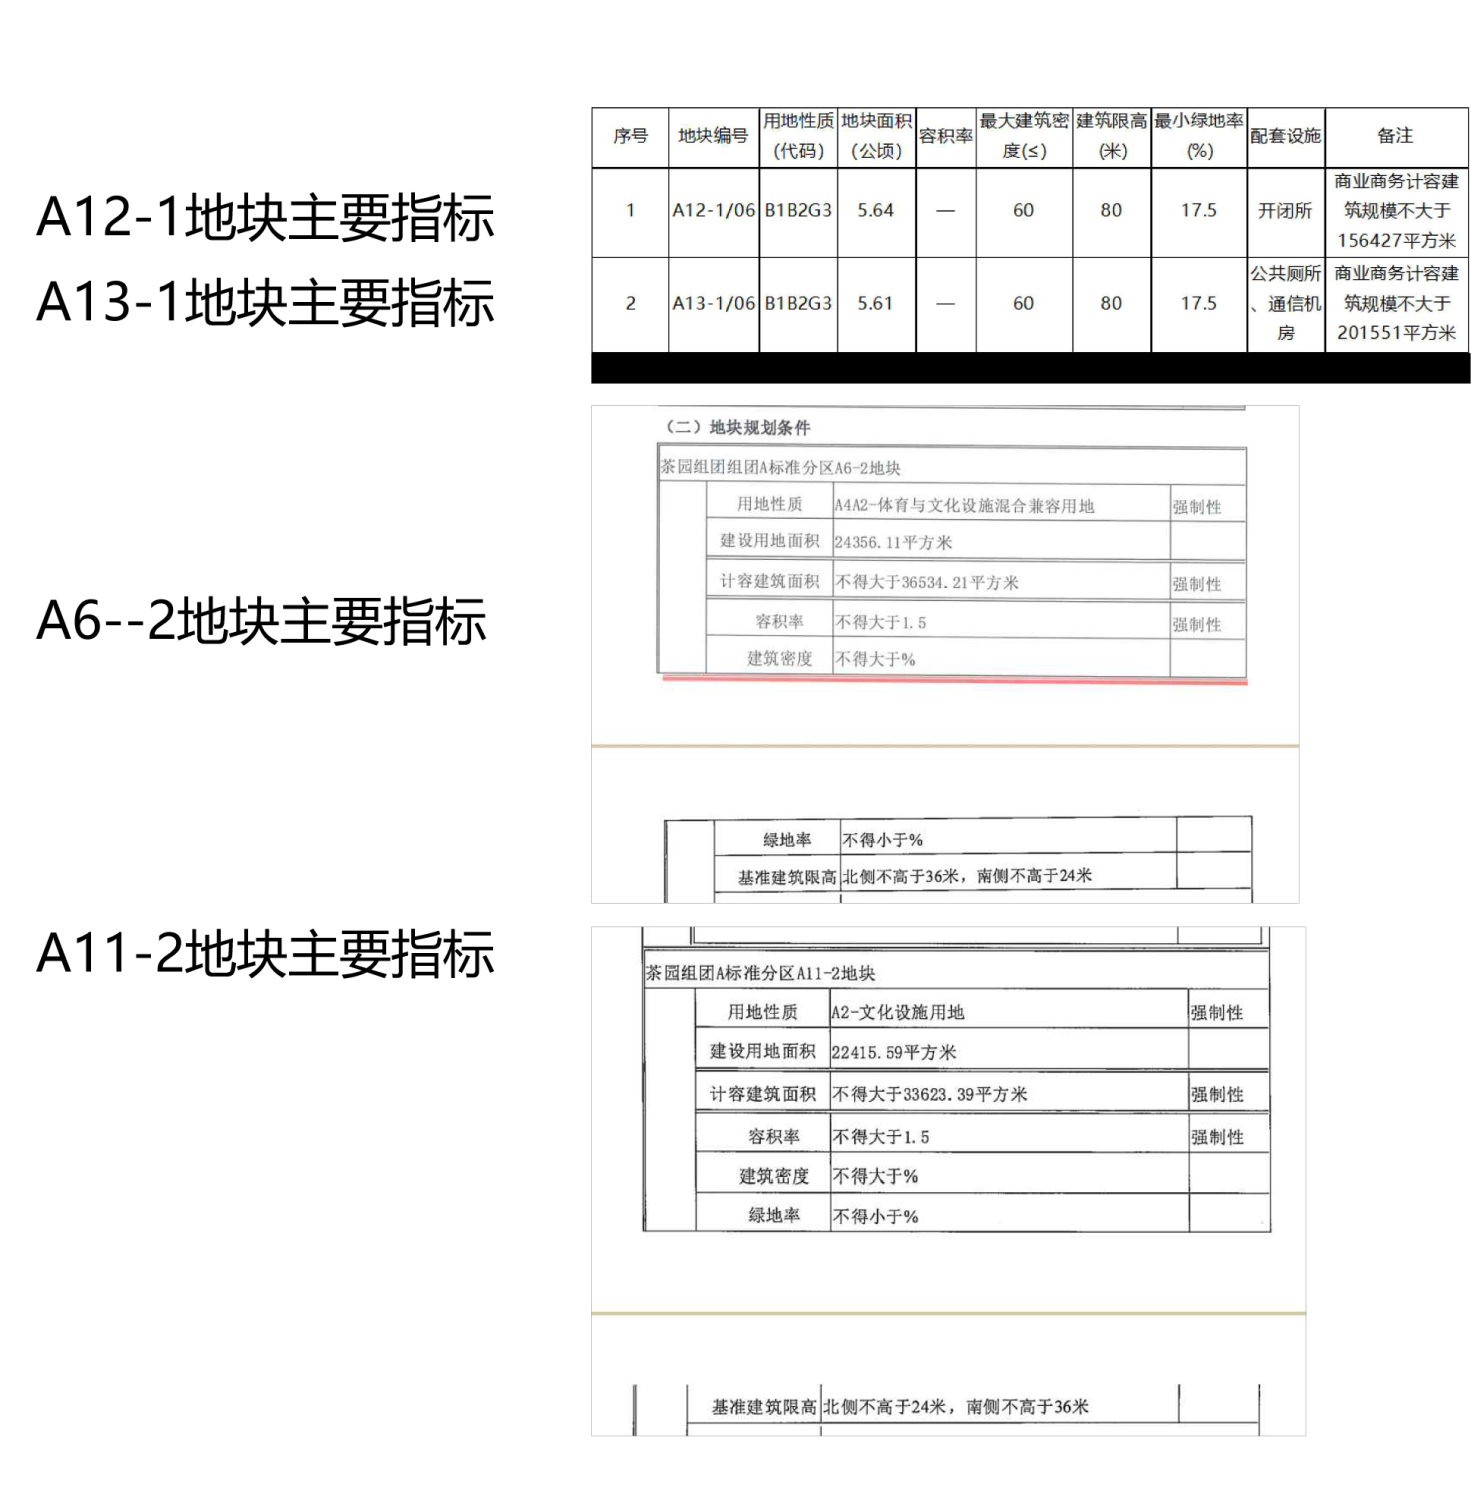 A12-1地块主要指标
A13-1地块主要指标
序号 地块编号 用地性质（代码） 地块面积（公顷） 容积率 最大建筑密度(≤) 建筑限高(米) 最小绿地率(%) 配套设施 备注
1 A12-1/06 B1B2G3 5.64 — 60 80 17.5 开闭所 商业商务计容建筑规模不大于156427平方米
2 A13-1/06 B1B2G3 5.61 — 60 80 17.5 公共厕所、通信机房 商业商务计容建筑规模不大于201551平方米
A6--2地块主要指标
（二）地块规划条件
茶园组团组团A标准分区A6-2地块
用地性质 A4A2-体育与文化设施混合兼容用地 强制性
建设用地面积 24356.11平方米
计容建筑面积 不得大于36534.21平方米 强制性
容积率 不得大于1.5 强制性
建筑密度 不得大于%
绿地率 不得小于%
基准建筑限高 北侧不高于36米，南侧不高于24米
A11-2地块主要指标
茶园组团A标准分区A11-2地块
用地性质 A2-文化设施用地 强制性
建设用地面积 22415.59平方米
计容建筑面积 不得大于33623.39平方米 强制性
容积率 不得大于1.5 强制性
建筑密度 不得大于%
绿地率 不得小于%
基准建筑限高 北侧不高于24米，南侧不高于36米